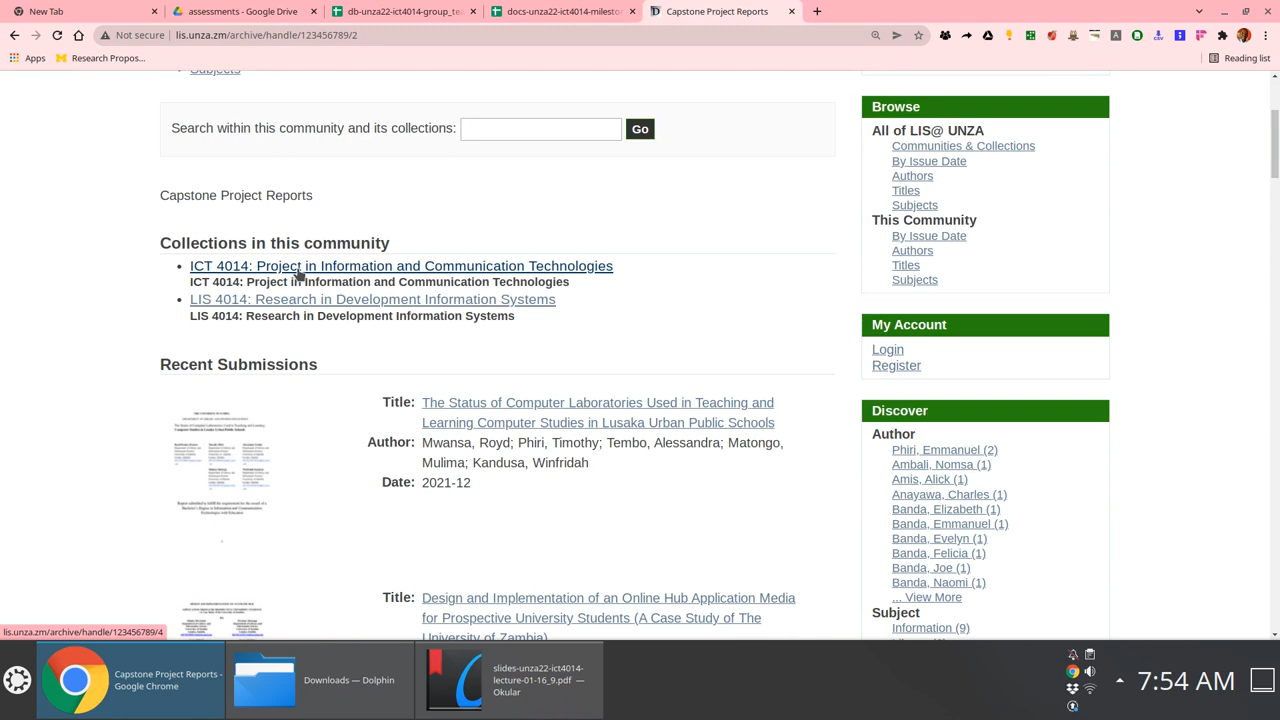 New Tab
assessments - Google Drive
db-unza22-ict4014-group_te
docs-unza22-ict4014-milesto
Capstone Project Reports
Not secure | lis.unza.zm/archive/handle/123456789/2
Apps
Research Propos...
Reading list
Subjects
Search within this community and its collections:
Go
Capstone Project Reports
Collections in this community
ICT 4014: Project in Information and Communication Technologies
ICT 4014: Project in Information and Communication Technologies
LIS 4014: Research in Development Information Systems
LIS 4014: Research in Development Information Systems
Recent Submissions
Title: The Status of Computer Laboratories Used in Teaching and
Learning Computer Studies in Lusaka Urban Public Schools
Author: Mvula, Royd; Phiri, Timothy;
Mulima; Banda, Winfridah
Date: 2021-12
Title: Design and Implementation of an Online Hub Application Media
for Prospective University Students: A Case Study of The
University of Zambia)
Browse
All of LIS@ UNZA
Communities & Collections
By Issue Date
Authors
Titles
Subjects
This Community
By Issue Date
Authors
Titles
Subjects
My Account
Login
Register
Discover
Author
Phiri, Emmanuel (2)
Ambali, Nomsa (1)
Amis, Alick (1)
Ayawa, Charles (1)
Banda, Elizabeth (1)
Banda, Emmanuel (1)
Banda, Evelyn (1)
Banda, Felicia (1)
Banda, Joe (1)
Banda, Naomi (1)
... View More
Subject
Information (9)
lis.unza.zm/archive/handle/123456789/4
Capstone Project Reports -
Google Chrome
Downloads — Dolphin
slides-unza22-ict4014-
lecture-01-16_9.pdf —
Okular
7:54 AM